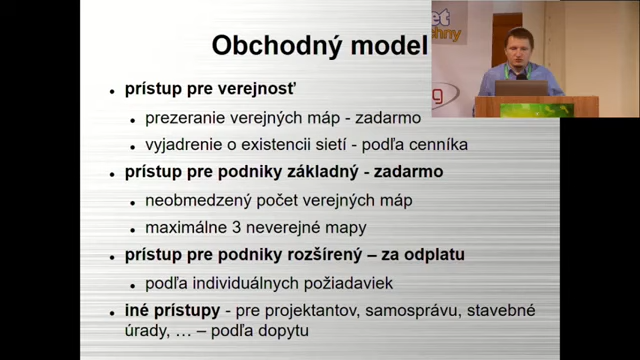 Obchodný model
prístup pre verejnosť
prezeranie verejných máp - zadarmo
vyjadrenie o existencii sietí - podľa cenníka
prístup pre podniky základný - zadarmo
neobmedzený počet verejných máp
maximálne 3 neverejné mapy
prístup pre podniky rozšírený – za odplatu
podľa individuálnych požiadaviek
iné prístupy - pre projektantov, samosprávu, stavebné
úrady, … – podľa dopytu